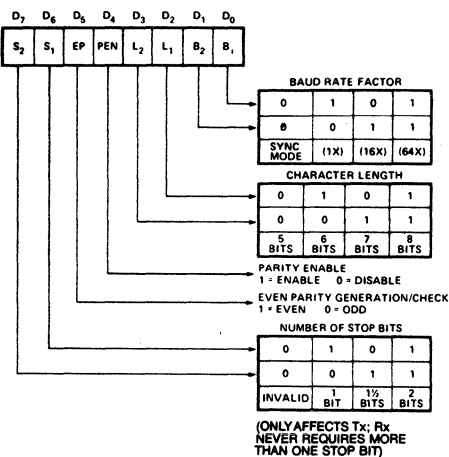 D7 D6 D5 D4 D3 D2 D1 D0
S2 S1 EP PEN L2 L1 B2 B1
BAUD RATE FACTOR
0 1 0 1
0 0 1 1
SYNC MODE (1X) (16X) (64X)
CHARACTER LENGTH
0 1 0 1
0 0 1 1
5 BITS 6 BITS 7 BITS 8 BITS
PARITY ENABLE
1 = ENABLE 0 = DISABLE
EVEN PARITY GENERATION/CHECK
1 = EVEN 0 = ODD
NUMBER OF STOP BITS
0 1 0 1
0 0 1 1
INVALID 1 BIT 1½ BITS 2 BITS
(ONLY AFFECTS Tx; Rx
NEVER REQUIRES MORE
THAN ONE STOP BIT)